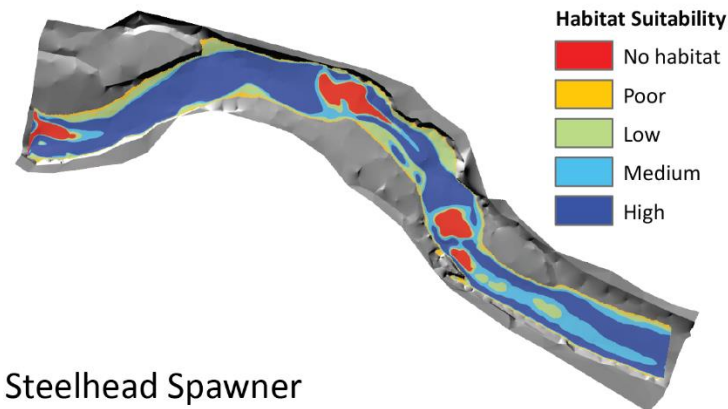 Habitat Suitability
No habitat
Poor
Low
Medium
High
Steelhead Spawner